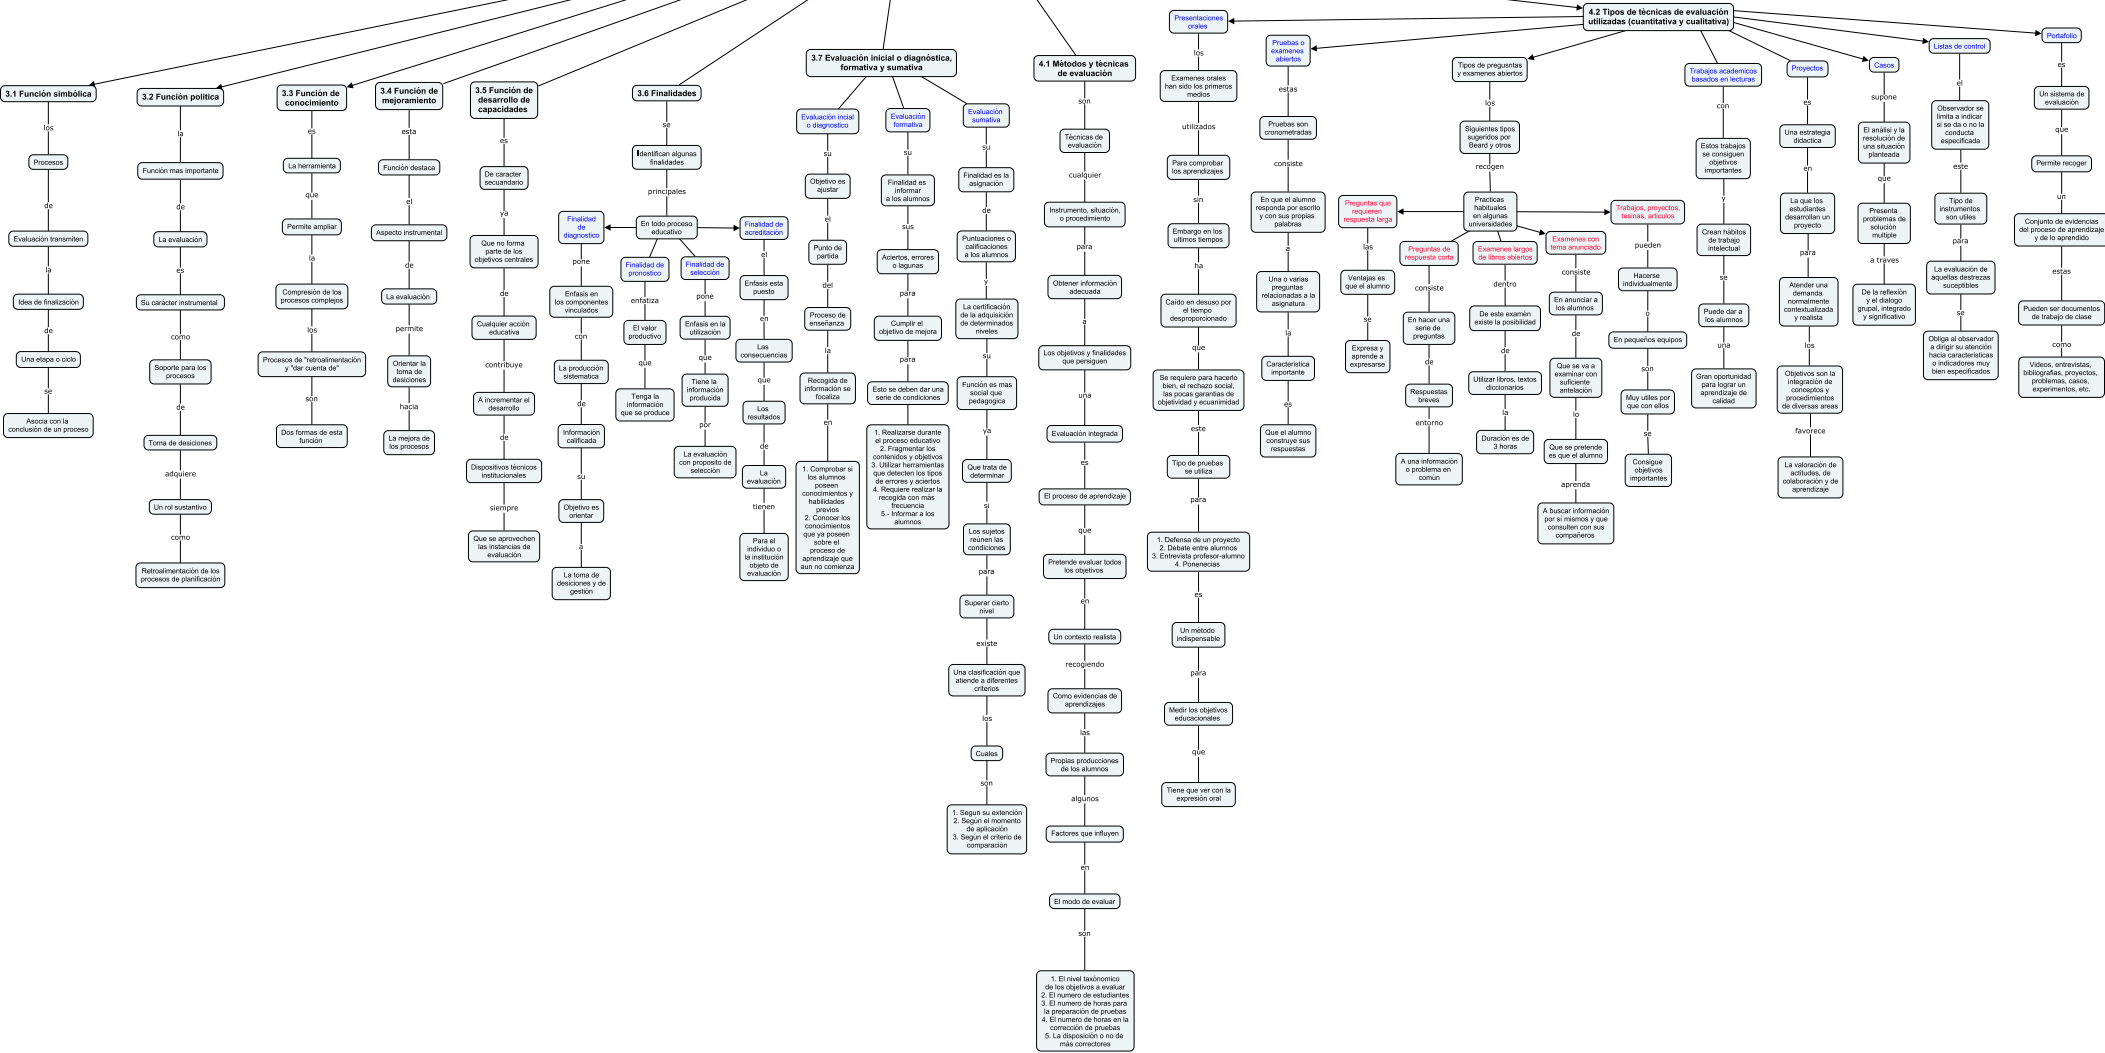 3.1 Función simbólica
los
Procesos
de
Evaluación transmiten
la
Idea de finalización
de
Una etapa o ciclo
se
Asocia con la
conclusión de un proceso
3.2 Función politica
la
Función mas importante
de
La evaluación
es
Su carácter instrumental
como
Soporte para los
procesos
de
Toma de desiciones
adquiere
Un rol sustantivo
como
Retroalimentación de los
procesos de planificación
3.3 Función de
conocimiento
es
La herramienta
que
Permite ampliar
la
Compresión de los
procesos complejos
los
Procesos de "retroalimentación
y "dar cuenta de"
son
Dos formas de esta
función
3.4 Función de
mejoramiento
esta
Función destaca
el
Aspecto instrumental
de
La evaluación
permite
Orientar la
toma de
desiciones
hacia
La mejora de
los procesos
3.5 Función de
desarrollo de
capacidades
es
De caracter
secuandario
ya
Que no forma
parte de los
objetivos centrales
de
Cualquier acción
educativa
contribuye
A incrementar el
desarrollo
de
Dispositivos técnicos
institucionales
siempre
Que se aprovechen
las instancias de
evaluación
3.6 Finalidades
se
Identifican algunas
finalidades
principales
En todo proceso
educativo
Finalidad
de
diagnostico
pone
Enfasis en
los componentes
vinculados
con
La producción
sistematica
de
Información
calificada
su
Objetivo es
orientar
a
La toma de
desiciones y de
gestión
Finalidad de
pronostico
enfatiza
El valor
productivo
que
Tenga la
información
que se produce
Finalidad de
selección
pone
Enfasis en la
utilización
que
Tiene la
información
producida
por
La evaluación
con proposito de
selección
Finalidad de
acreditación
el
Enfasis esta
puesto
en
Las
consecuencias
que
Los
resultados
de
La
evaluación
tienen
Para el
individuo o
la institución
objeto de
evaluación
3.7 Evaluación inicial o diagnóstica,
formativa y sumativa
Evaluación incial
o diagnostico
su
Objetivo es
ajustar
el
Punto de
partida
del
Proceso de
enseñanza
la
Recogida de
información se
focaliza
en
1. Comprobar si
los alumnos
poseen
conocimientos y
habilidades
previos
2. Conocer los
conocimientos
que ya poseen
sobre el
proceso de
aprendizaje que
aun no comienza
Evaluación
formativa
su
Finalidad es
informar
a los alumnos
sus
Aciertos, errores
o lagunas
para
Cumplir el
objetivo de mejora
para
Esto se deben dar una
serie de condiciones
1. Realizarse durante
el proceso educativo
2. Fragmentar los
contenidos y objetivos
3. Utilizar herramientas
que detecten los tipos
de errores y aciertos
4. Requiere realizar la
recogida con más
frecuencia
5.- Informar a los
alumnos
Evaluación
sumativa
su
Finalidad es la
asignación
de
Puntuaciones o
calificaciones
a los alumnos
y
La certificación
de la adquisición
de determinados
niveles
su
Función es mas
social que
pedagogica
ya
Que trata de
determinar
si
Los sujetos
reúnen las
condiciones
para
Superar cierto
nivel
existe
Una clasificación que
atiende a diferentes
criterios
los
Cuales
son
1. Segun su extención
2. Según el momento
de aplicación
3. Según el criterio de
comparación
4.1 Métodos y técnicas
de evaluación
son
Técnicas de
evaluación
cualquier
Instrumento, situación,
o procedimiento
para
Obtener información
adecuada
a
Los objetivos y finalidades
que persiguen
una
Evaluación integrada
es
El proceso de aprendizaje
que
Pretende evaluar todos
los objetivos
en
Un contexto realista
recogiendo
Como evidencias de
aprendizajes
las
Propias producciones
de los alumnos
algunos
Factores que influyen
en
El modo de evaluar
son
1. El nivel taxónomico
de los objetivos a evaluar
2. El numero de estudiantes
3. El numero de horas para
la preparación de pruebas
4. El numero de horas en la
corrección de pruebas
5. La disposición o no de
más correctores
4.2 Tipos de técnicas de evaluación
utilizadas (cuantitativa y cualitativa)
Presentaciones
orales
los
Examenes orales
han sido los primeros
medios
utilizados
Para comprobar
los aprendizajes
sin
Embargo en los
ultimos tiempos
ha
Caído en desuso por
el tiempo
desproporcionado
que
Se requiere para hacerlo
bien, el rechazo social,
las pocas garantias de
objetividad y ecuanimidad
este
Tipo de pruebas
se utiliza
para
1. Defensa de un proyecto
2. Debate entre alumnos
3. Entrevista profesor-alumno
4. Ponenecias
es
Un método
indispensable
para
Medir los objetivos
educacionales
que
Tiene que ver con la
expresión oral
Pruebas o
examenes
abiertos
estas
Pruebas son
cronometradas
consiste
En que el alumno
responda por escrito
y con sus propias
palabras
a
Una o varias
preguntas
relacionadas a la
asignatura
la
Caracteristica
importante
es
Que el alumno
construye sus
respuestas
Tipos de pregusntas
y examenes abiertos
los
Siguientes tipos
sugeridos por
Beard y otros
recogen
Practicas
habituales
en algunas
universidades
Preguntas que
requieren
respuesta larga
las
Ventajas es
que el alumno
se
Expresa y
aprende a
expresarse
Preguntas de
respuesta corta
consiste
En hacer una
serie de
preguntas
de
Respuestas
breves
entorno
A una información
o problema en
común
Examenes largos
de libros abiertos
dentro
De este examén
existe la posibilidad
de
Utilizar libros, textos
diccionarios
la
Duración es de
3 horas
Examenes con
tema anunciado
consiste
En anunciar a
los alumnos
de
Que se va a
examinar con
suficiente
antelación
lo
Que se pretende
es que el alumno
aprenda
A buscar información
por si mismos y que
consulten con sus
compañeros
Trabajos, proyectos,
tesinas, articulos
pueden
Hacerse
individualmente
o
En pequeños equipos
son
Muy utiles por
que con ellos
se
Consigue
objetivos
importantes
Trabajos academicos
basados en lecturas
con
Estos trabajos
se consiguen
objetivos
importantes
y
Crean hábitos
de trabajo
intelectual
se
Puede dar a
los alumnos
una
Gran oportunidad
para lograr un
aprendizaje de
calidad
Proyectos
es
Una estrategia
didactica
en
La que los
estudiantes
desarrollan un
proyecto
para
Atender una
demanda
normalmente
contextualizada
y realista
los
Objetivos son la
integración de
conceptos y
procedimientos
de diversas areas
favorece
La valoración de
actitudes, de
colaboración y de
aprendizaje
Casos
supone
El análisi y la
resolución de
una situación
planteada
que
Presenta
problemas de
solución
multiple
a traves
De la reflexión
y el dialogo
grupal, integrado
y significativo
Listas de control
el
Observador se
limita a indicar
si se da o no la
conducta
especificada
este
Tipo de
instrumentos
son utiles
para
La evaluación de
aquellas destrezas
suceptibles
se
Obliga al observador
a dirigir su atención
hacia caracteristicas
o indicadores muy
bien especificados
Portafolio
es
Un sistema de
evaluación
que
Permite recoger
un
Conjunto de evidencias
del proceso de aprendizaje
y de lo aprendido
estas
Pueden ser documentos
de trabajo de clase
como
Videos, entrevistas,
bibliografias, proyectos,
problemas, casos,
experimentos, etc.